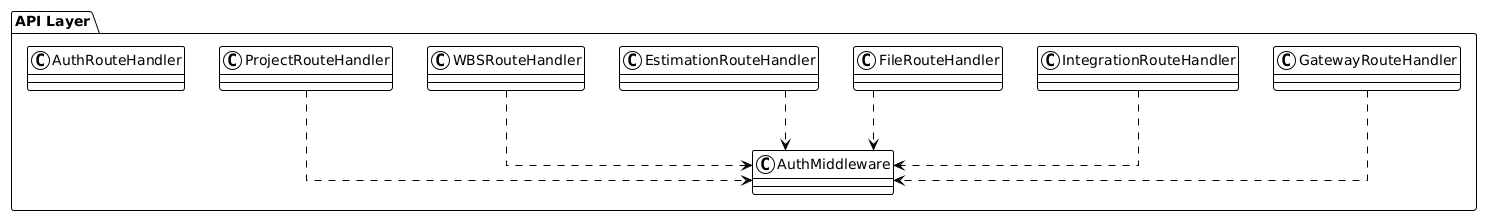 API Layer
C AuthRouteHandler
C ProjectRouteHandler
C WBSRouteHandler
C EstimationRouteHandler
C FileRouteHandler
C IntegrationRouteHandler
C GatewayRouteHandler
C AuthMiddleware